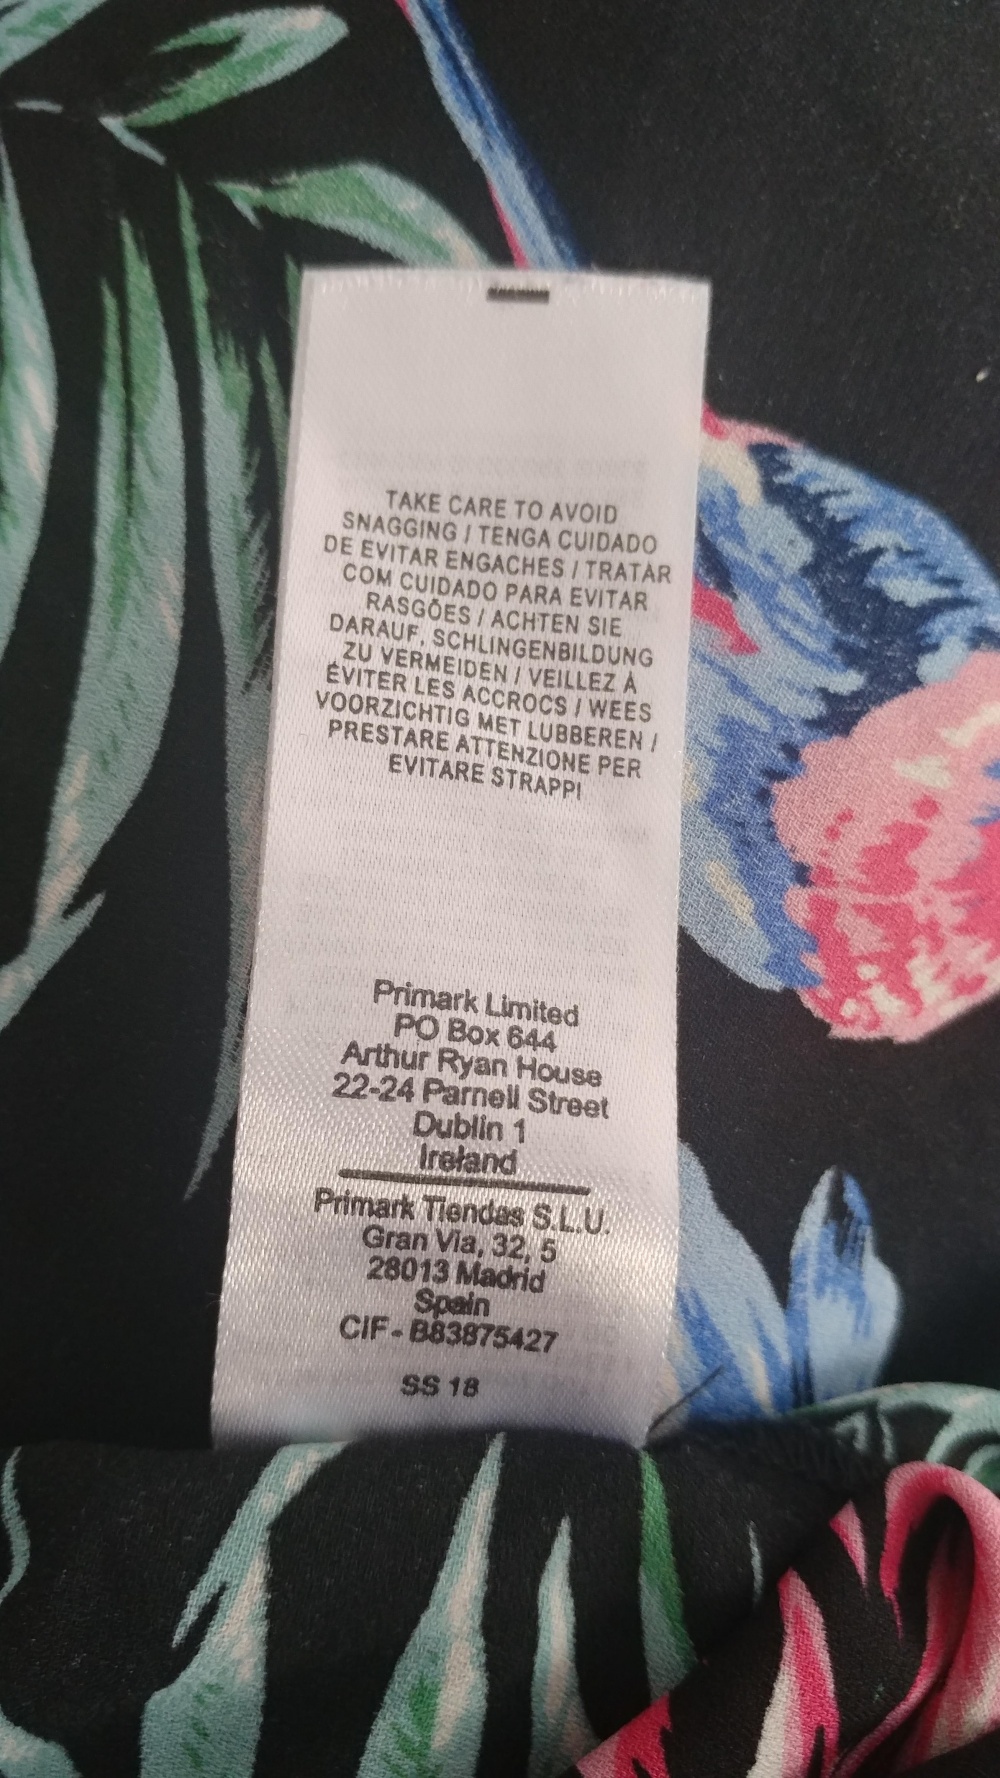 TAKE CARE TO AVOID
SNAGGING / TENGA CUIDADO
DE EVITAR ENGACHES / TRATAR
COM CUIDADO PARA EVITAR
RASGÕES / ACHTEN SIE
DARAUF, SCHLINGENBILDUNG
ZU VERMEIDEN / VEILLEZ À
ÉVITER LES ACCROCS / WEES
VOORZICHTIG MET LUBBEREN /
PRESTARE ATTENZIONE PER
EVITARE STRAPPI
Primark Limited
PO Box 644
Arthur Ryan House
22-24 Parnell Street
Dublin 1
Ireland
Primark Tiendas S.L.U.
Gran Via, 32, 5
28013 Madrid
Spain
CIF - B83875427
SS 18